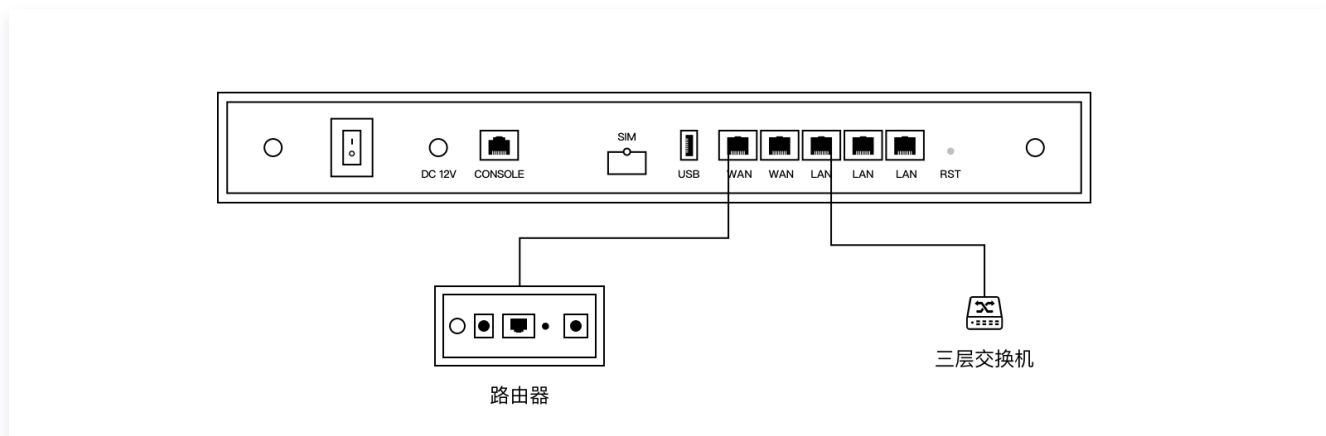 SIM
DC 12V CONSOLE USB WAN WAN LAN LAN LAN RST
路由器
三层交换机